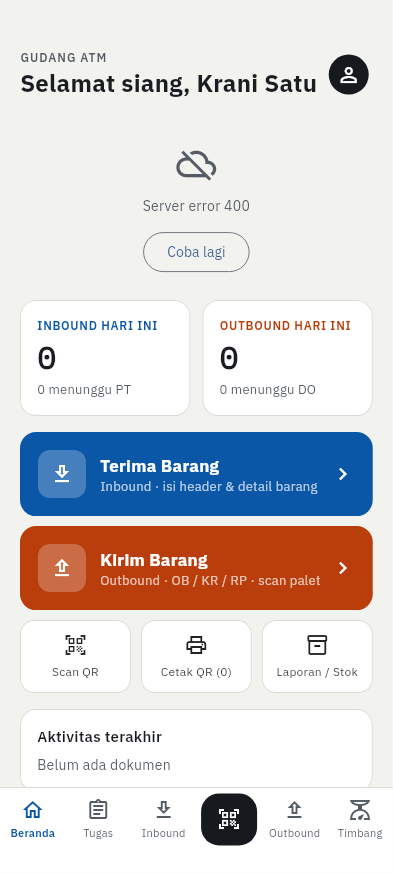 GUDANG ATM
Selamat siang, Krani Satu
Server error 400
Coba lagi
INBOUND HARI INI
0
0 menunggu PT
OUTBOUND HARI INI
0
0 menunggu DO
Terima Barang
Inbound · isi header & detail barang
Kirim Barang
Outbound · OB / KR / RP · scan palet
Scan QR
Cetak QR (0)
Laporan / Stok
Aktivitas terakhir
Belum ada dokumen
Beranda
Tugas
Inbound
Outbound
Timbang